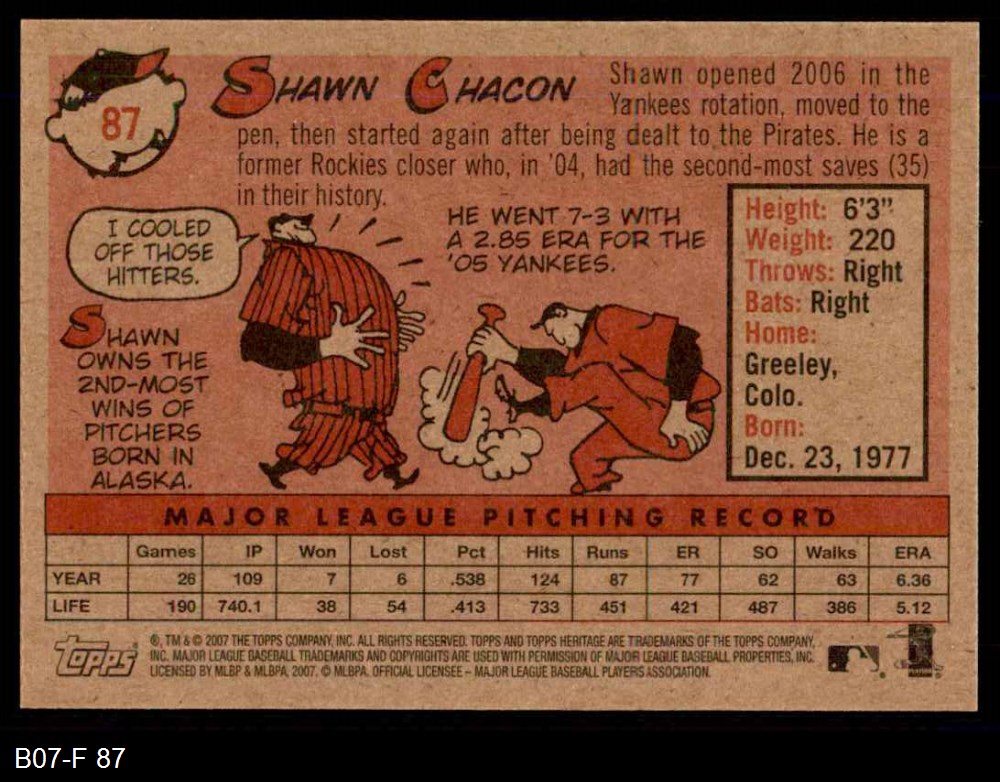 87
SHAWN CHACON
Shawn opened 2006 in the
Yankees rotation, moved to the
pen, then started again after being dealt to the Pirates. He is a
former Rockies closer who, in '04, had the second-most saves (35)
in their history.
I COOLED
OFF THOSE
HITTERS.
SHAWN
OWNS THE
2ND-MOST
WINS OF
PITCHERS
BORN IN
ALASKA.
HE WENT 7-3 WITH
A 2.85 ERA FOR THE
'05 YANKEES.
Height: 6'3"
Weight: 220
Throws: Right
Bats: Right
Home:
Greeley,
Colo.
Born:
Dec. 23, 1977
MAJOR LEAGUE PITCHING RECORD
Games IP Won Lost Pct Hits Runs ER SO Walks ERA
YEAR 26 109 7 6 .538 124 87 77 62 63 6.36
LIFE 190 740.1 38 54 .413 733 451 421 487 386 5.12
Topps
®, TM & © 2007 THE TOPPS COMPANY, INC. ALL RIGHTS RESERVED. TOPPS AND TOPPS HERITAGE ARE TRADEMARKS OF THE TOPPS COMPANY,
INC. MAJOR LEAGUE BASEBALL TRADEMARKS AND COPYRIGHTS ARE USED WITH PERMISSION OF MAJOR LEAGUE BASEBALL PROPERTIES, INC.
LICENSED BY MLBP & MLBPA, 2007. © MLBPA. OFFICIAL LICENSEE – MAJOR LEAGUE BASEBALL PLAYERS ASSOCIATION.
B07-F 87